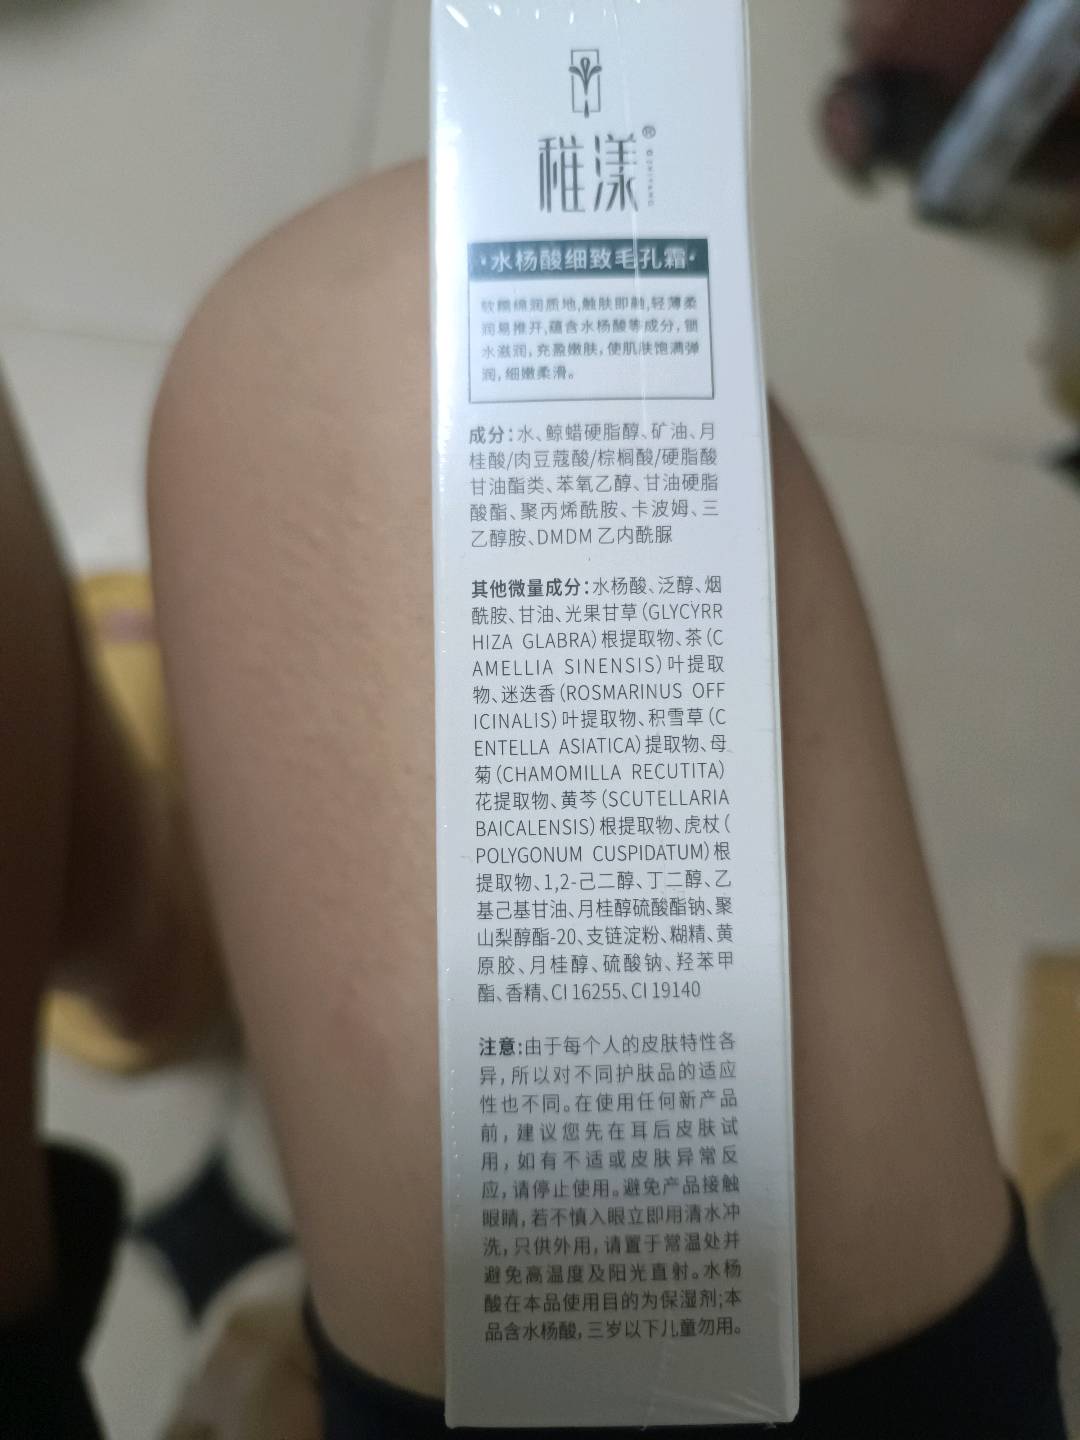 稚漾®
·水杨酸细致毛孔霜·
软糯绵润质地,触肤即融,轻薄柔
润易推开,蕴含水杨酸等成分,锁
水滋润,充盈嫩肤,使肌肤饱满弹
润,细嫩柔滑。
成分:水、鲸蜡硬脂醇、矿油、月
桂酸/肉豆蔻酸/棕榈酸/硬脂酸
甘油酯类、苯氧乙醇、甘油硬脂
酸酯、聚丙烯酰胺、卡波姆、三
乙醇胺、DMDM 乙内酰脲
其他微量成分:水杨酸、泛醇、烟
酰胺、甘油、光果甘草(GLYCYRR
HIZA GLABRA)根提取物、茶(C
AMELLIA SINENSIS)叶提取
物、迷迭香(ROSMARINUS OFF
ICINALIS)叶提取物、积雪草(C
ENTELLA ASIATICA)提取物、母
菊(CHAMOMILLA RECUTITA)
花提取物、黄芩(SCUTELLARIA
BAICALENSIS)根提取物、虎杖(
POLYGONUM CUSPIDATUM)根
提取物、1,2-己二醇、丁二醇、乙
基己基甘油、月桂醇硫酸酯钠、聚
山梨醇酯-20、支链淀粉、糊精、黄
原胶、月桂醇、硫酸钠、羟苯甲
酯、香精、CI 16255、CI 19140
注意:由于每个人的皮肤特性各
异,所以对不同护肤品的适应
性也不同。在使用任何新产品
前,建议您先在耳后皮肤试
用,如有不适或皮肤异常反
应,请停止使用。避免产品接触
眼睛,若不慎入眼立即用清水冲
洗,只供外用,请置于常温处并
避免高温度及阳光直射。水杨
酸在本品使用目的为保湿剂;本
品含水杨酸,三岁以下儿童勿用。